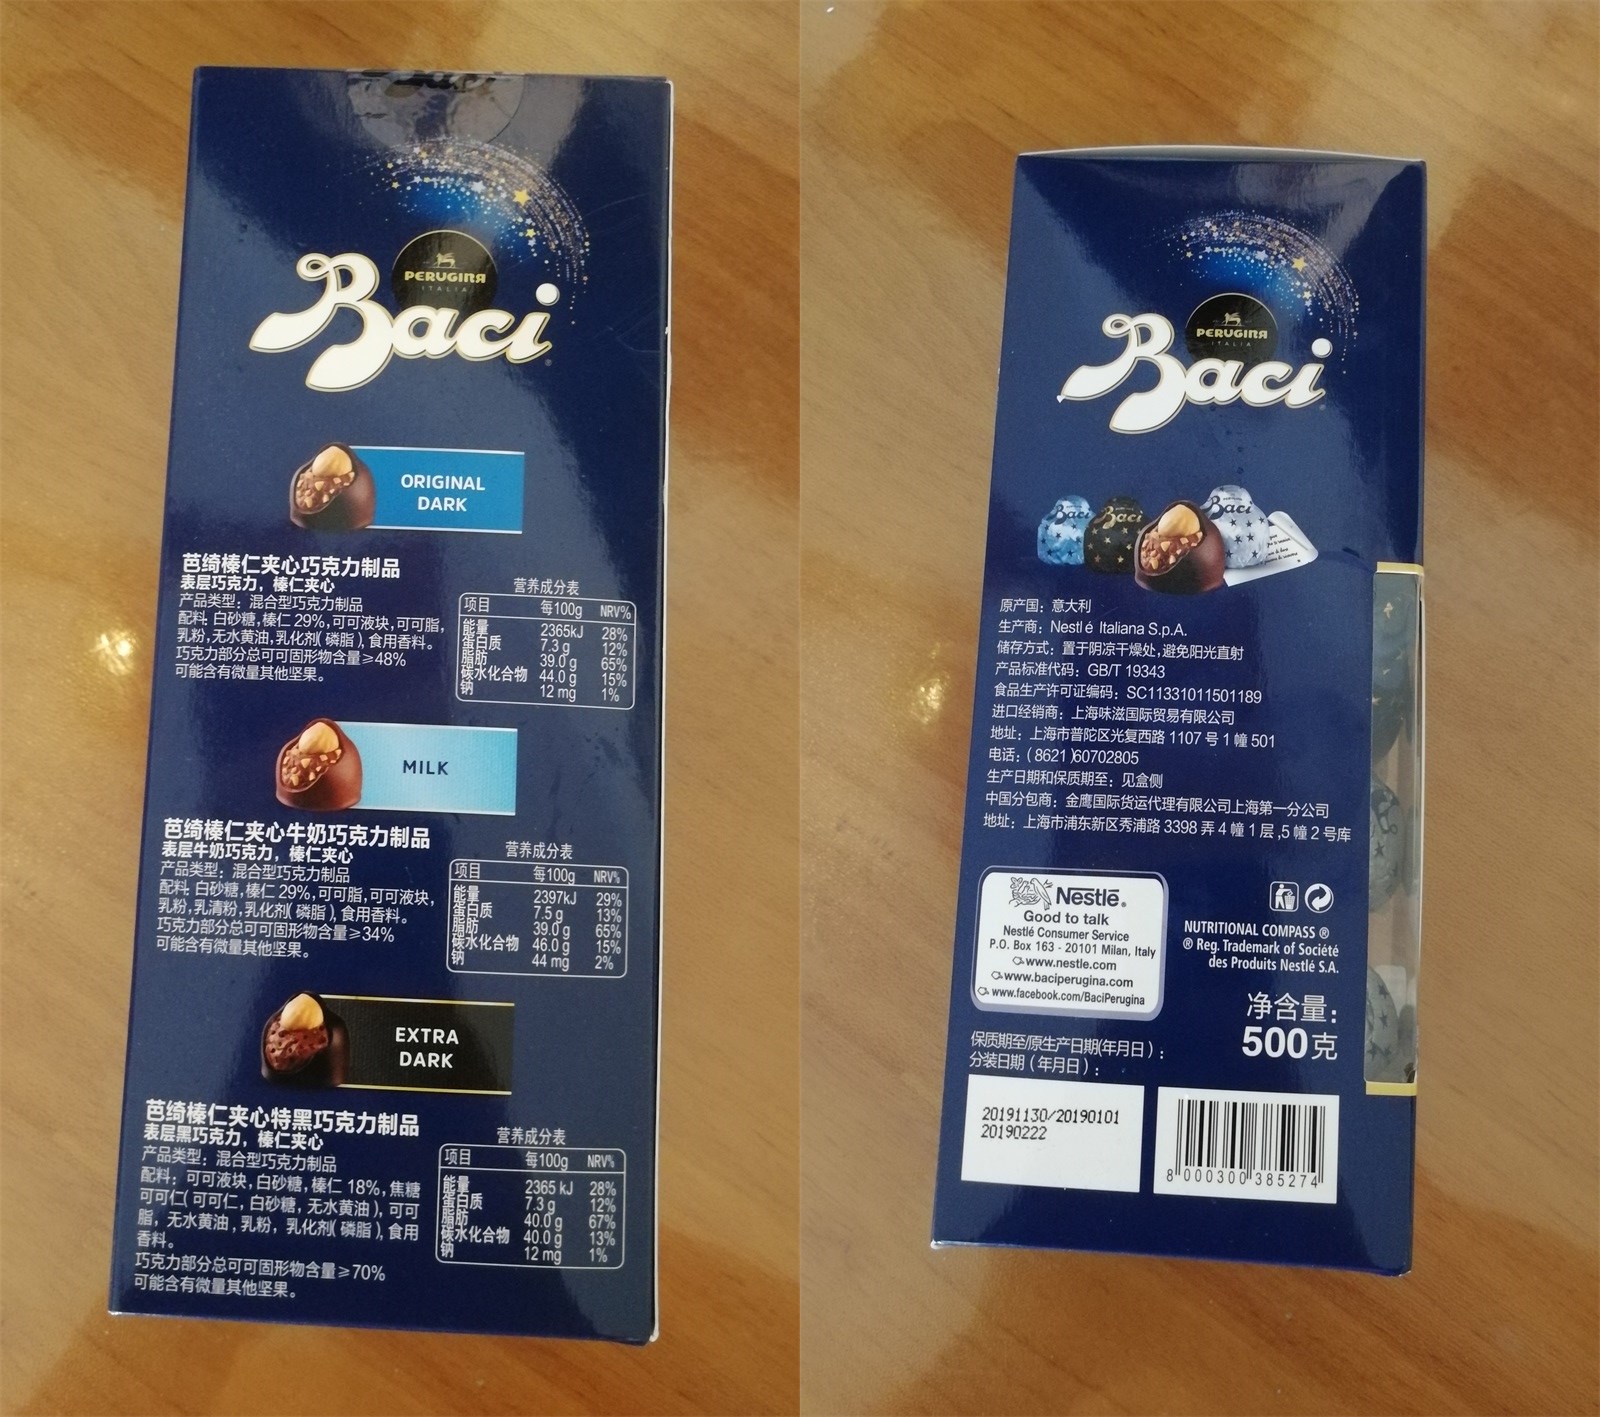 PERUGINA
ITALIA
Baci
ORIGINAL
DARK
芭绮榛仁夹心巧克力制品
表层巧克力，榛仁夹心
产品类型：混合型巧克力制品
配料:白砂糖,榛仁 29%,可可液块,可可脂,
乳粉,无水黄油,乳化剂(磷脂),食用香料。
巧克力部分总可可固形物含量≥48%
可能含有微量其他坚果。
营养成分表
项目 每100g NRV%
能量 2365kJ 28%
蛋白质 7.3 g 12%
脂肪 39.0 g 65%
碳水化合物 44.0 g 15%
钠 12 mg 1%
MILK
芭绮榛仁夹心牛奶巧克力制品
表层牛奶巧克力，榛仁夹心
产品类型：混合型巧克力制品
配料:白砂糖,榛仁 29%,可可脂,可可液块,
乳粉,乳清粉,乳化剂(磷脂),食用香料。
巧克力部分总可可固形物含量≥34%
可能含有微量其他坚果。
营养成分表
项目 每100g NRV%
能量 2397kJ 29%
蛋白质 7.5 g 13%
脂肪 39.0 g 65%
碳水化合物 46.0 g 15%
钠 44 mg 2%
EXTRA
DARK
芭绮榛仁夹心特黑巧克力制品
表层黑巧克力，榛仁夹心
产品类型：混合型巧克力制品
配料：可可液块,白砂糖,榛仁 18%,焦糖
可可仁(可可仁，白砂糖，无水黄油),可可
脂，无水黄油,乳粉，乳化剂(磷脂),食用
香料。
巧克力部分总可可固形物含量≥70%
可能含有微量其他坚果。
营养成分表
项目 每100g NRV%
能量 2365 kJ 28%
蛋白质 7.3 g 12%
脂肪 40.0 g 67%
碳水化合物 40.0 g 13%
钠 12 mg 1%
PERUGINA
ITALIA
Baci
Baci Baci Baci
原产国：意大利
生产商：Nestlé Italiana S.p.A.
储存方式：置于阴凉干燥处,避免阳光直射
产品标准代码：GB/T 19343
食品生产许可证编码：SC11331011501189
进口经销商：上海味滋国际贸易有限公司
地址：上海市普陀区光复西路 1107 号 1 幢 501
电话：(8621)60702805
生产日期和保质期至：见盒侧
中国分包商：金鹰国际货运代理有限公司上海第一分公司
地址：上海市浦东新区秀浦路 3398 弄 4 幢 1 层,5 幢 2 号库
Nestlé®
Good to talk
Nestlé Consumer Service
P.O. Box 163 - 20101 Milan, Italy
www.nestle.com
www.baciperugina.com
www.facebook.com/BaciPerugina
NUTRITIONAL COMPASS ®
® Reg. Trademark of Société
des Produits Nestlé S.A.
净含量：
500克
保质期至/原生产日期(年月日)：
分装日期（年月日）：
20191130/20190101
20190222
8 000300 385274